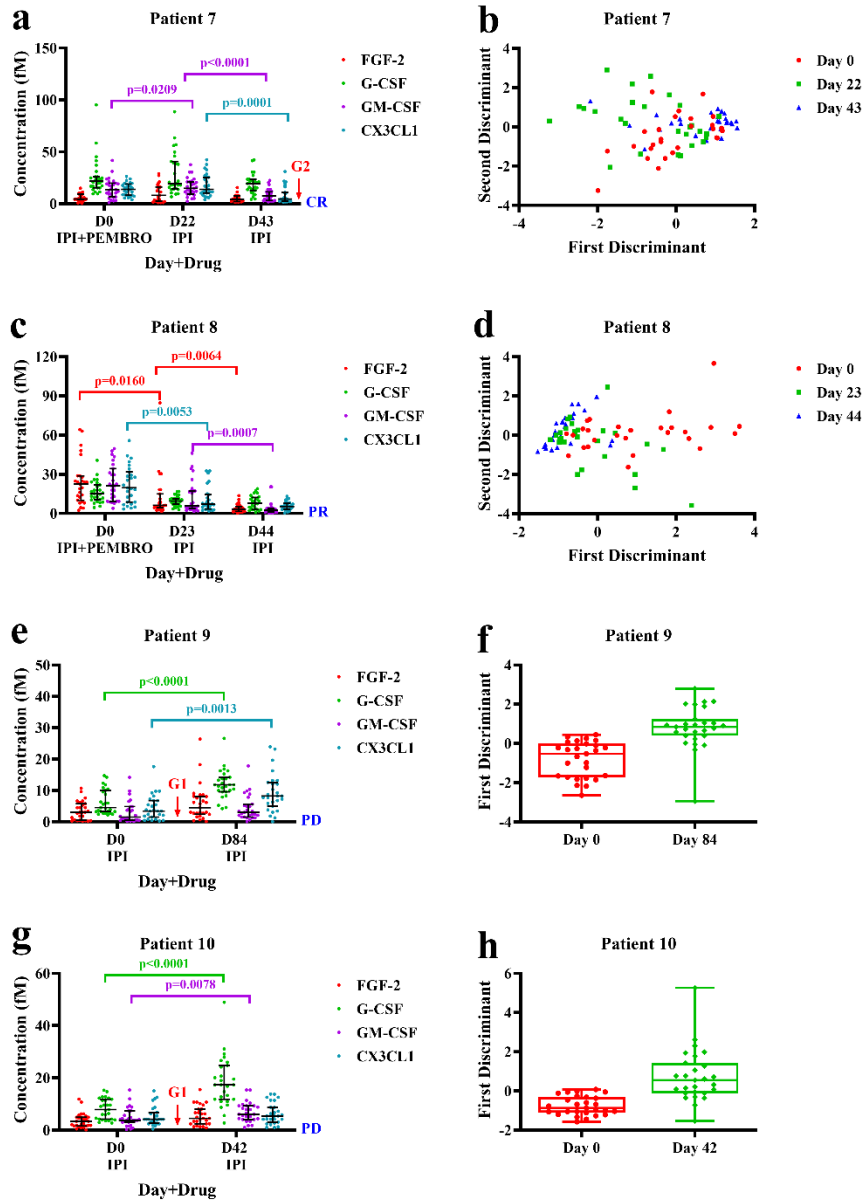 a
Patient 7
Concentration (fM)
150
100
50
0
p<0.0001
p=0.0209
p=0.0001
G2
CR
D0
D22
D43
IPI+PEMBRO
IPI
IPI
Day+Drug
FGF-2
G-CSF
GM-CSF
CX3CL1
b
Patient 7
Second Discriminant
4
2
0
-2
-4
-2
0
2
First Discriminant
Day 0
Day 22
Day 43
c
Patient 8
Concentration (fM)
120
90
60
30
0
p=0.0064
p=0.0160
p=0.0053
p=0.0007
PR
D0
D23
D44
IPI+PEMBRO
IPI
IPI
Day+Drug
FGF-2
G-CSF
GM-CSF
CX3CL1
d
Patient 8
Second Discriminant
4
2
0
-2
-4
-2
0
2
4
First Discriminant
Day 0
Day 23
Day 44
e
Patient 9
Concentration (fM)
50
40
30
20
10
0
p<0.0001
p=0.0013
G1
PD
D0
D84
IPI
IPI
Day+Drug
FGF-2
G-CSF
GM-CSF
CX3CL1
f
Patient 9
First Discriminant
4
2
0
-2
-4
Day 0
Day 84
g
Patient 10
Concentration (fM)
60
40
20
0
p<0.0001
p=0.0078
G1
PD
D0
D42
IPI
IPI
Day+Drug
FGF-2
G-CSF
GM-CSF
CX3CL1
h
Patient 10
First Discriminant
6
4
2
0
-2
Day 0
Day 42